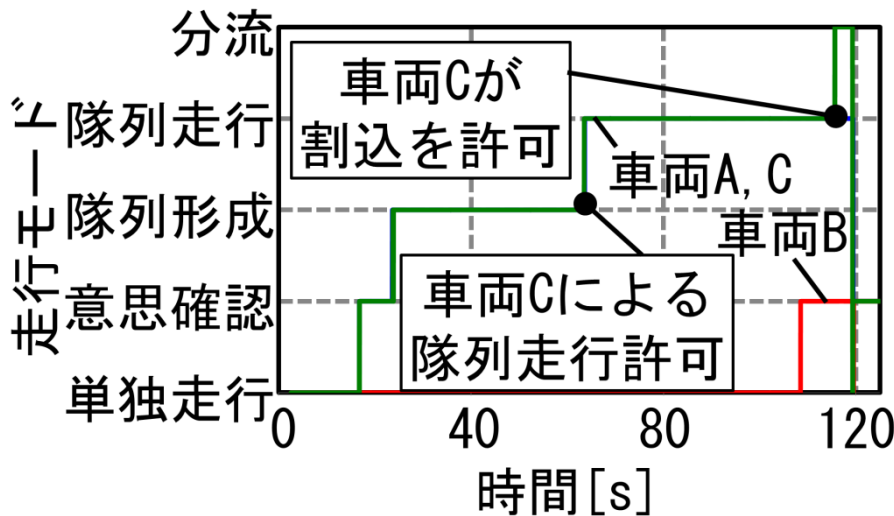 走行モード
分流
隊列走行
隊列形成
意思確認
単独走行
車両Cが
割込を許可
車両A,C
車両B
車両Cによる
隊列走行許可
0
40
80
120
時間[s]